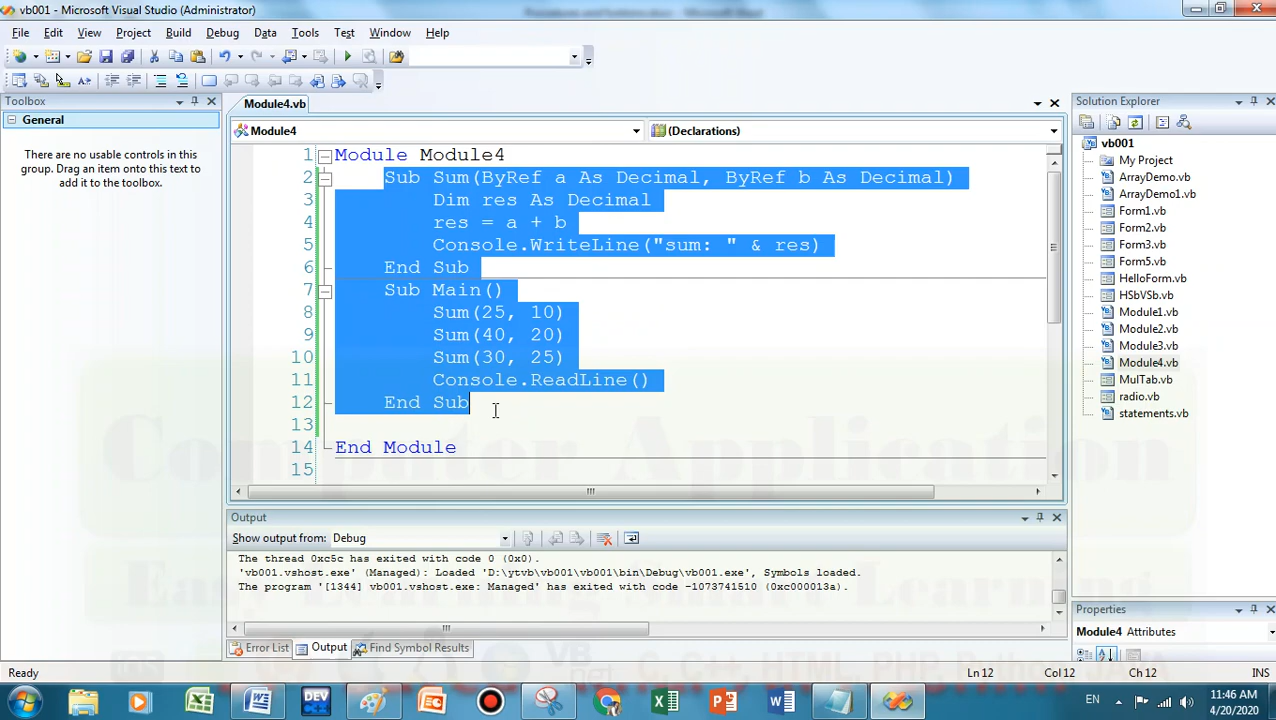 vb001 - Microsoft Visual Studio (Administrator)
File Edit View Project Build Debug Data Tools Test Window Help
Toolbox
General
There are no usable controls in this
group. Drag an item onto this text to
add it to the toolbox.
Module4.vb
Module4 (Declarations)
1 Module Module4
2 Sub Sum(ByRef a As Decimal, ByRef b As Decimal)
3 Dim res As Decimal
4 res = a + b
5 Console.WriteLine("sum: " & res)
6 End Sub
7 Sub Main()
8 Sum(25, 10)
9 Sum(40, 20)
10 Sum(30, 25)
11 Console.ReadLine()
12 End Sub
13
14 End Module
15
Output
Show output from: Debug
The thread 0xc5c has exited with code 0 (0x0).
'vb001.vshost.exe' (Managed): Loaded 'D:\ytvb\vb001\vb001\bin\Debug\vb001.exe', Symbols loaded.
The program '[1344] vb001.vshost.exe: Managed' has exited with code -1073741510 (0xc000013a).
Error List Output Find Symbol Results
Solution Explorer
vb001
My Project
ArrayDemo.vb
ArrayDemo.vb
Form1.vb
Form2.vb
Form3.vb
Form5.vb
HelloForm.vb
HSbVSb.vb
Module1.vb
Module2.vb
Module3.vb
Module4.vb
MulTab.vb
radio.vb
statements.vb
Properties
Module4 Attributes
Computer Application
Ready Ln 12 Col 12 Ch 12 INS
DEV
EN
11:46 AM
4/20/2020